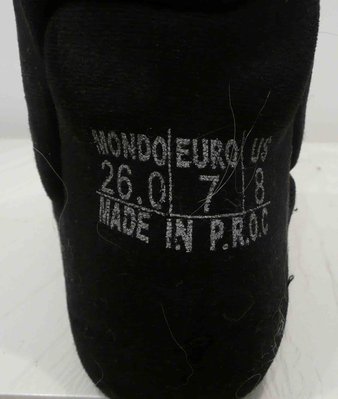 MONDO EURO US
26.0 7 8
MADE IN P.R.O.C